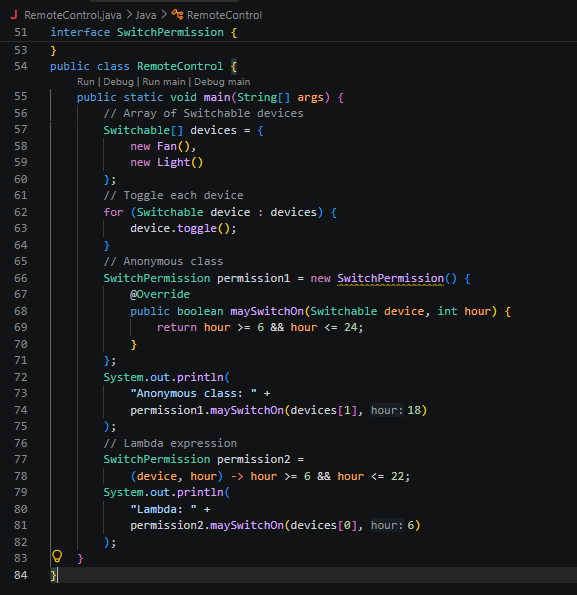 RemoteControl.java > Java > RemoteControl
51 interface SwitchPermission {
53 }
54 public class RemoteControl {
Run | Debug | Run main | Debug main
55     public static void main(String[] args) {
56         // Array of Switchable devices
57         Switchable[] devices = {
58             new Fan(),
59             new Light()
60         };
61         // Toggle each device
62         for (Switchable device : devices) {
63             device.toggle();
64         }
65         // Anonymous class
66         SwitchPermission permission1 = new SwitchPermission() {
67             @Override
68             public boolean maySwitchOn(Switchable device, int hour) {
69                 return hour >= 6 && hour <= 24;
70             }
71         };
72         System.out.println(
73             "Anonymous class: " +
74             permission1.maySwitchOn(devices[1], hour: 18)
75         );
76         // Lambda expression
77         SwitchPermission permission2 =
78             (device, hour) -> hour >= 6 && hour <= 22;
79         System.out.println(
80             "Lambda: " +
81             permission2.maySwitchOn(devices[0], hour: 6)
82         );
83     }
84 }